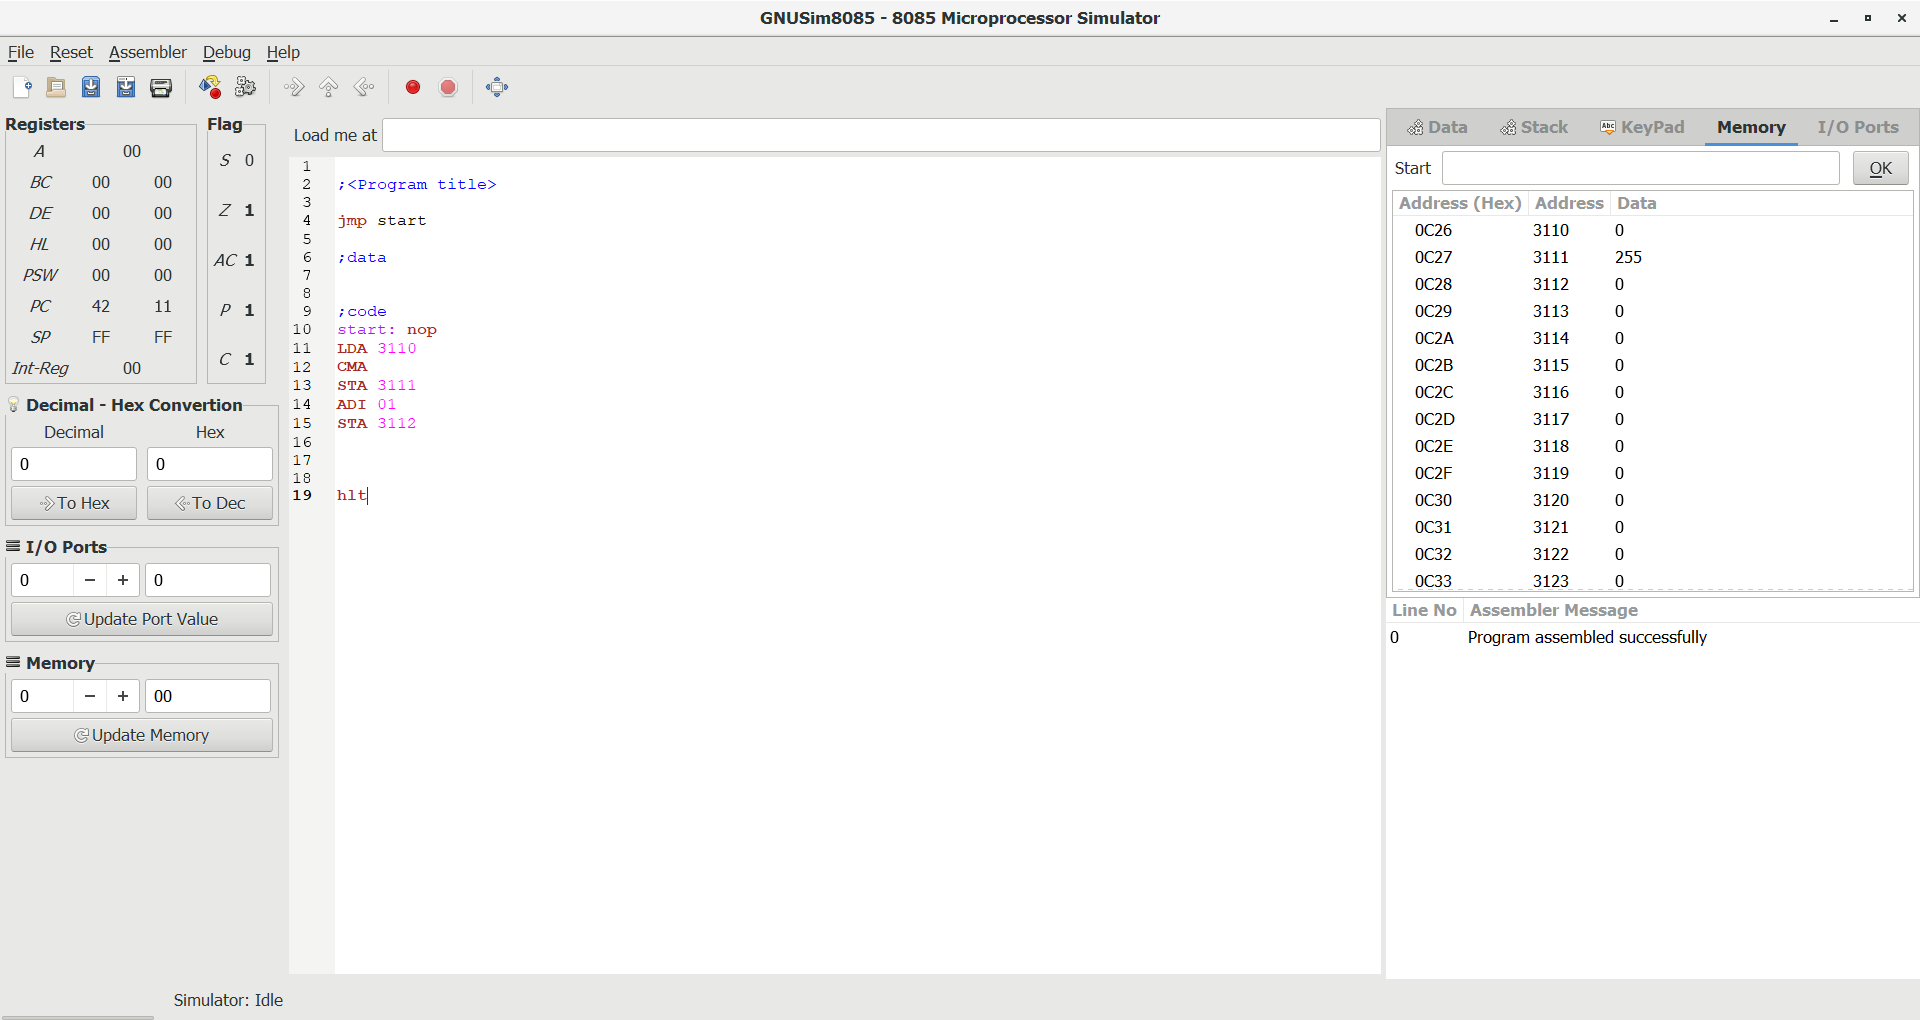 GNUSim8085 - 8085 Microprocessor Simulator
File Reset Assembler Debug Help
Registers
A 00
BC 00 00
DE 00 00
HL 00 00
PSW 00 00
PC 42 11
SP FF FF
Int-Reg 00
Flag
S 0
Z 1
AC 1
P 1
C 1
Decimal - Hex Convertion
Decimal Hex
0 0
To Hex To Dec
I/O Ports
0 − + 0
Update Port Value
Memory
0 − + 00
Update Memory
Load me at
1
2 ;<Program title>
3
4 jmp start
5
6 ;data
7
8
9 ;code
10 start: nop
11 LDA 3110
12 CMA
13 STA 3111
14 ADI 01
15 STA 3112
16
17
18
19 hlt
Data Stack Abc KeyPad Memory I/O Ports
Start OK
Address (Hex) Address Data
0C26 3110 0
0C27 3111 255
0C28 3112 0
0C29 3113 0
0C2A 3114 0
0C2B 3115 0
0C2C 3116 0
0C2D 3117 0
0C2E 3118 0
0C2F 3119 0
0C30 3120 0
0C31 3121 0
0C32 3122 0
0C33 3123 0
Line No Assembler Message
0 Program assembled successfully
Simulator: Idle